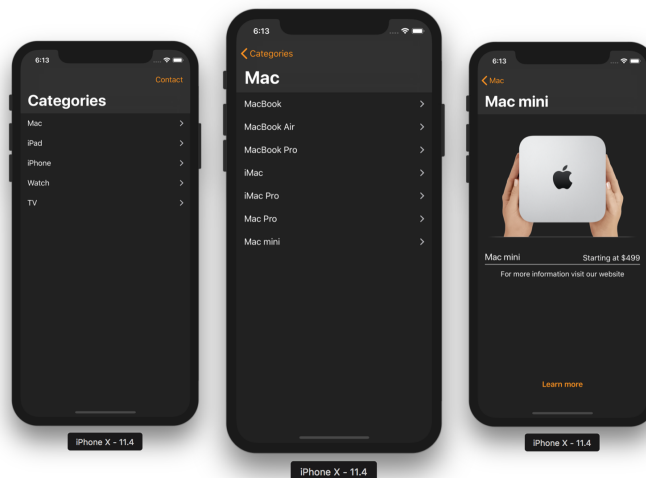 6:13
Contact
Categories
Mac
iPad
iPhone
Watch
TV
iPhone X - 11.4
6:13
Categories
Mac
MacBook
MacBook Air
MacBook Pro
iMac
iMac Pro
Mac Pro
Mac mini
iPhone X - 11.4
6:13
Mac
Mac mini
Mac mini Starting at $499
For more information visit our website
Learn more
iPhone X - 11.4